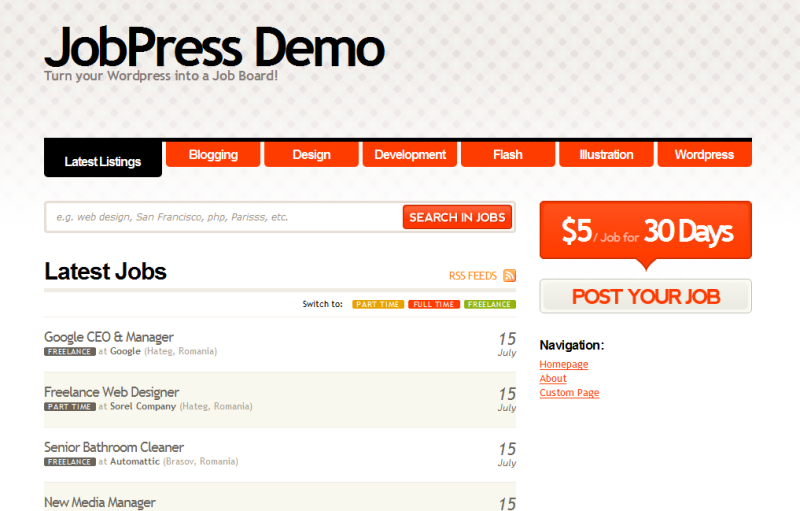 JobPress Demo
Turn your Wordpress into a Job Board!
Latest Listings
Blogging
Design
Development
Flash
Illustration
Wordpress
e.g. web design, San Francisco, php, Parisss, etc.
SEARCH IN JOBS
$5 / Job for 30 Days
POST YOUR JOB
Latest Jobs
RSS FEEDS
Switch to: PART TIME FULL TIME FREELANCE
Google CEO & Manager
FREELANCE at Google (Hateg, Romania)
15
July
Freelance Web Designer
PART TIME at Sorel Company (Hateg, Romania)
15
July
Senior Bathroom Cleaner
FREELANCE at Automattic (Brasov, Romania)
15
July
New Media Manager
15
Navigation:
Homepage
About
Custom Page